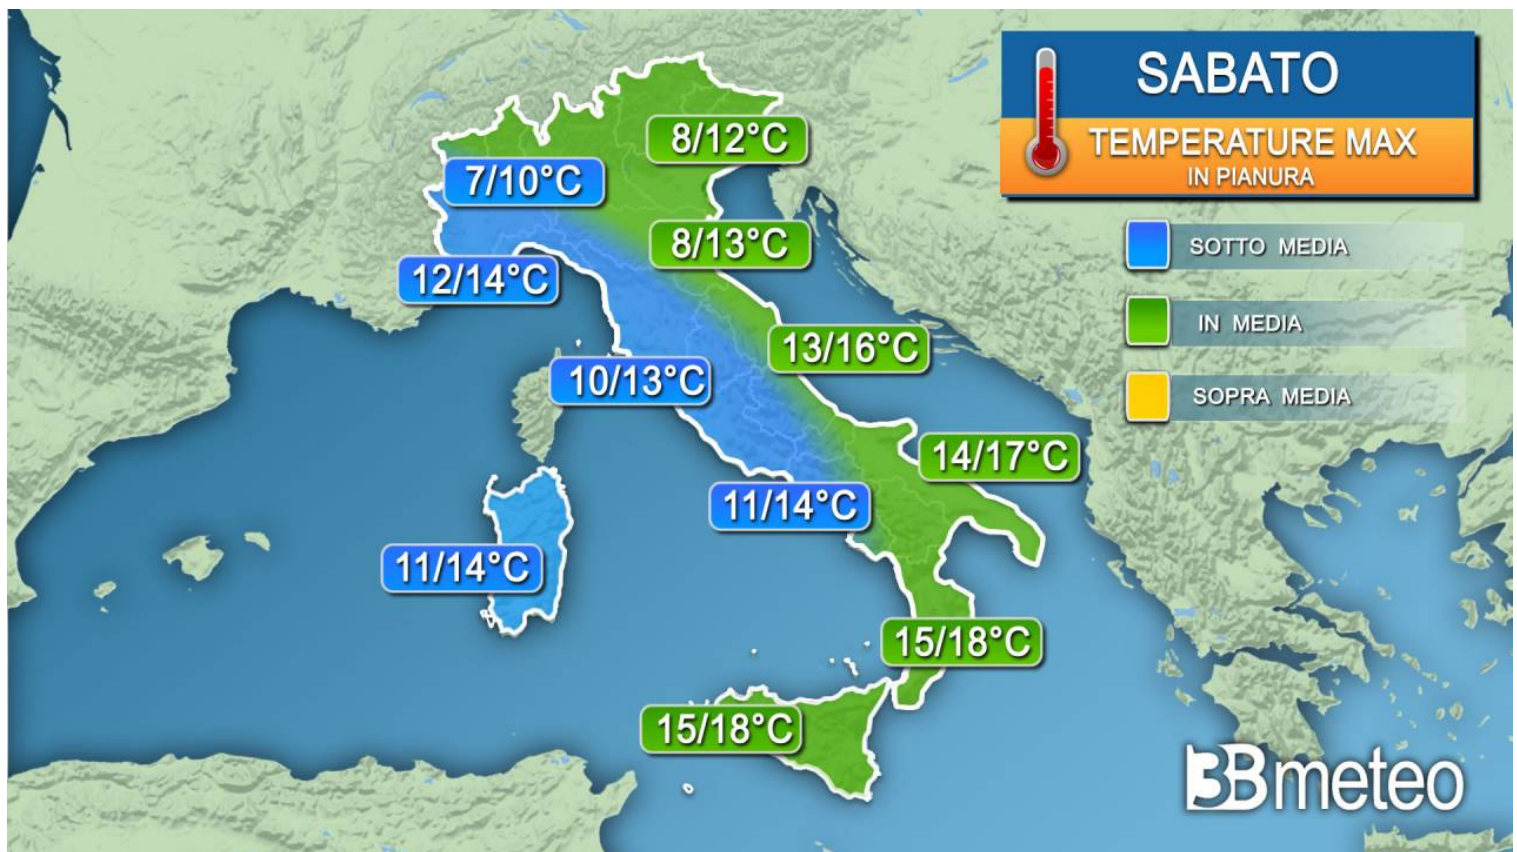 SABATO
TEMPERATURE MAX
IN PIANURA
8/12°C
7/10°C
8/13°C
SOTTO MEDIA
12/14°C
IN MEDIA
13/16°C
10/13°C
SOPRA MEDIA
14/17°C
11/14°C
11/14°C
15/18°C
15/18°C
3Bmeteo